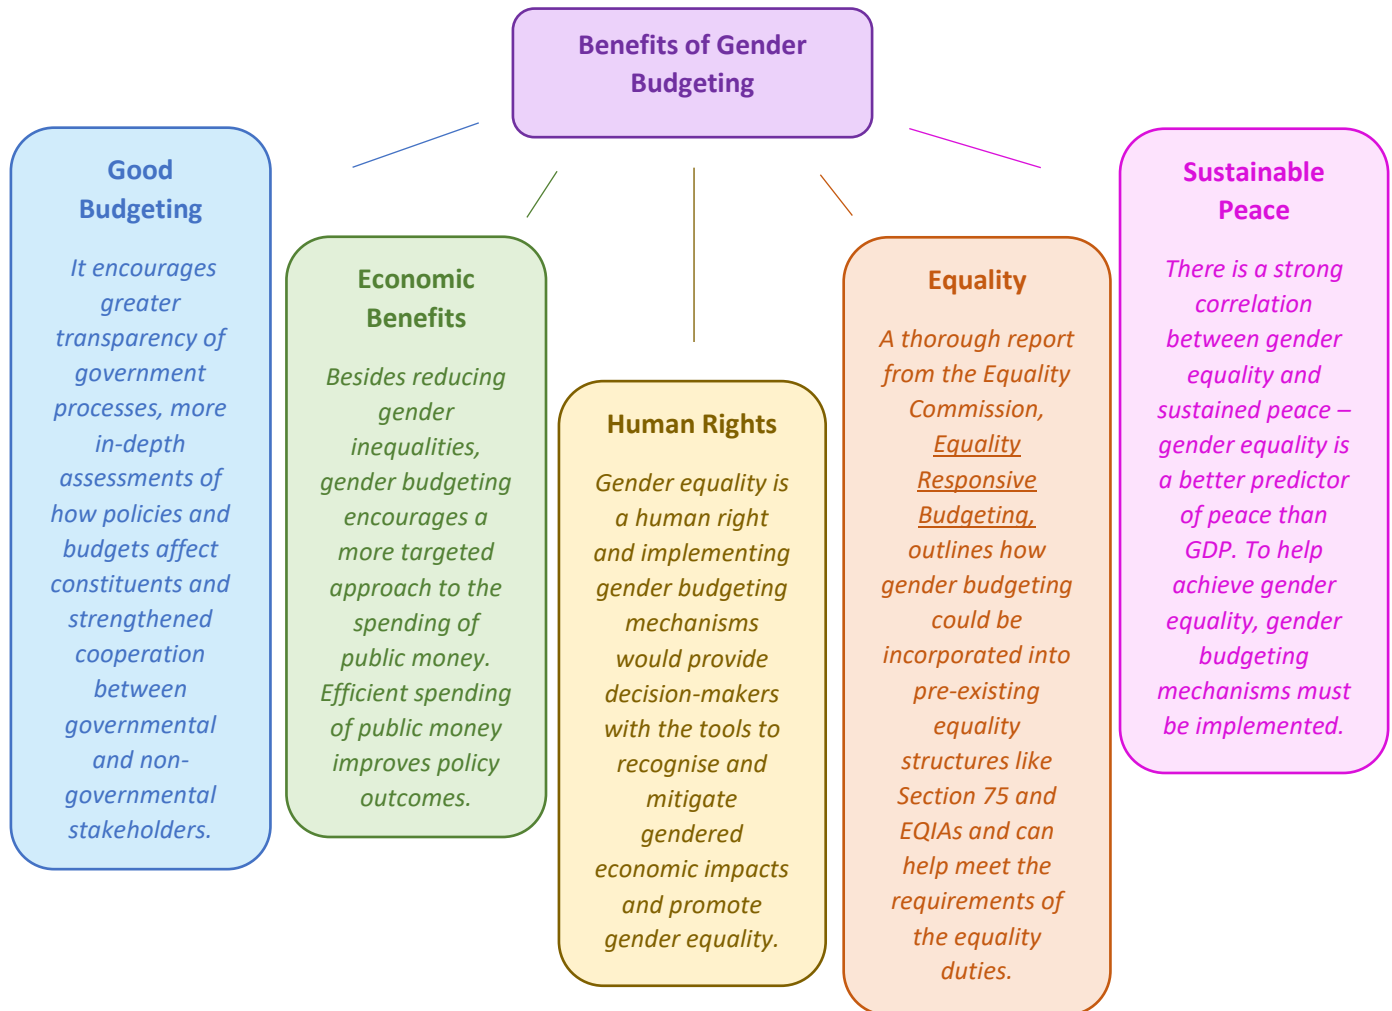 Benefits of Gender
Budgeting
Good
Budgeting
It encourages
greater
transparency of
government
processes, more
in-depth
assessments of
how policies and
budgets affect
constituents and
strengthened
cooperation
between
governmental
and non-
governmental
stakeholders.
Economic
Benefits
Besides reducing
gender
inequalities,
gender budgeting
encourages a
more targeted
approach to the
spending of
public money.
Efficient spending
of public money
improves policy
outcomes.
Human Rights
Gender equality is
a human right
and implementing
gender budgeting
mechanisms
would provide
decision-makers
with the tools to
recognise and
mitigate
gendered
economic impacts
and promote
gender equality.
Equality
A thorough report
from the Equality
Commission,
Equality
Responsive
Budgeting,
outlines how
gender budgeting
could be
incorporated into
pre-existing
equality
structures like
Section 75 and
EQIAs and can
help meet the
requirements of
the equality
duties.
Sustainable
Peace
There is a strong
correlation
between gender
equality and
sustained peace –
gender equality is
a better predictor
of peace than
GDP. To help
achieve gender
equality, gender
budgeting
mechanisms must
be implemented.